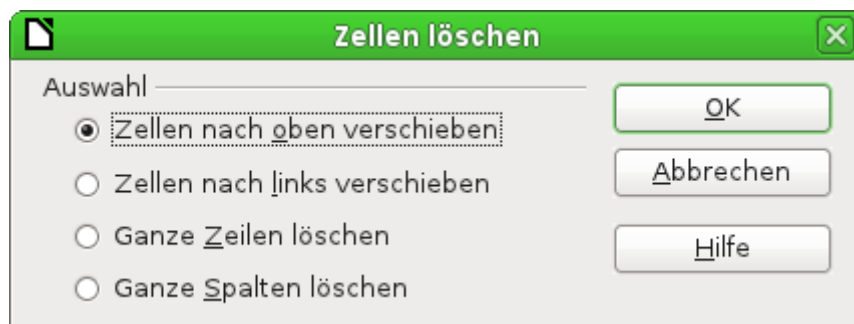 Zellen löschen
Auswahl
Zellen nach oben verschieben
Zellen nach links verschieben
Ganze Zeilen löschen
Ganze Spalten löschen
OK
Abbrechen
Hilfe